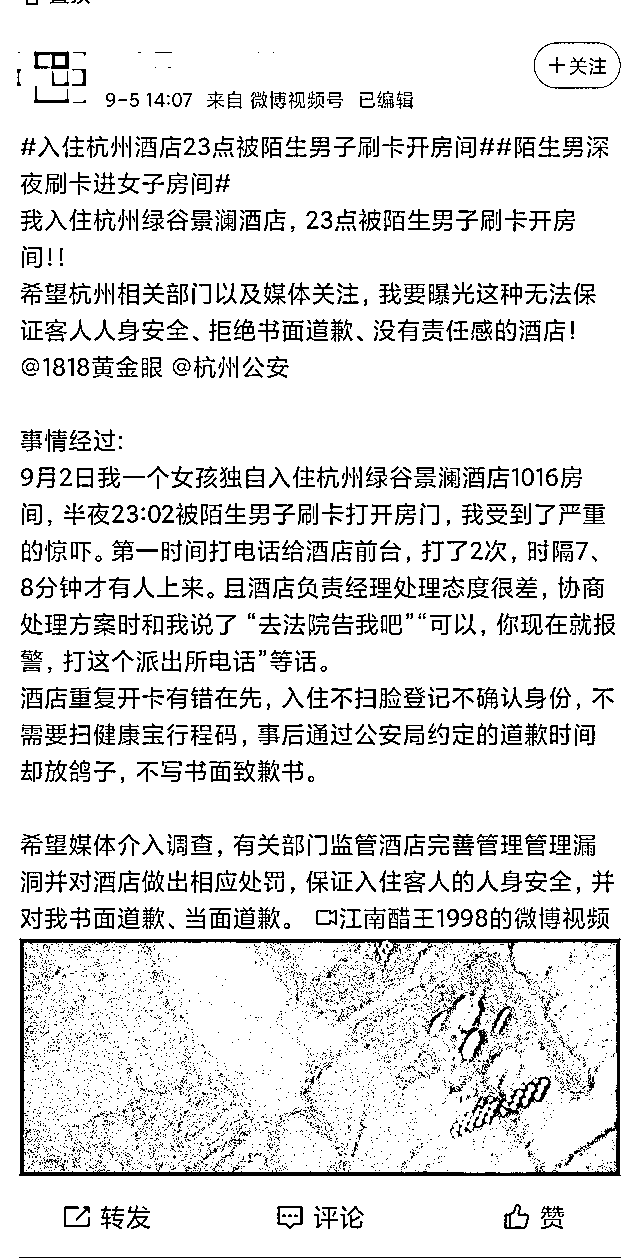 +关注
9-5 14:07 来自 微博视频号 已编辑
#入住杭州酒店23点被陌生男子刷卡开房间##陌生男深
夜刷卡进女子房间#
我入住杭州绿谷景澜酒店, 23点被陌生男子刷卡开房
间!!
希望杭州相关部门以及媒体关注, 我要曝光这种无法保
证客人人身安全、拒绝书面道歉、没有责任感的酒店!
@1818黄金眼 @杭州公安
事情经过:
9月2日我一个女孩独自入住杭州绿谷景澜酒店1016房
间, 半夜23:02被陌生男子刷卡打开房门, 我受到了严重
的惊吓。第一时间打电话给酒店前台, 打了2次, 时隔7、
8分钟才有人上来。且酒店负责经理处理态度很差, 协商
处理方案时和我说了 “去法院告我吧”“可以, 你现在就报
警, 打这个派出所电话”等话。
酒店重复开卡有错在先, 入住不扫脸登记不确认身份, 不
需要扫健康宝行程码, 事后通过公安局约定的道歉时间
却放鸽子, 不写书面致歉书。
希望媒体介入调查, 有关部门监管酒店完善管理管理漏
洞并对酒店做出相应处罚, 保证入住客人的人身安全, 并
对我书面道歉、当面道歉。 江南醋王1998的微博视频
转发
评论
赞